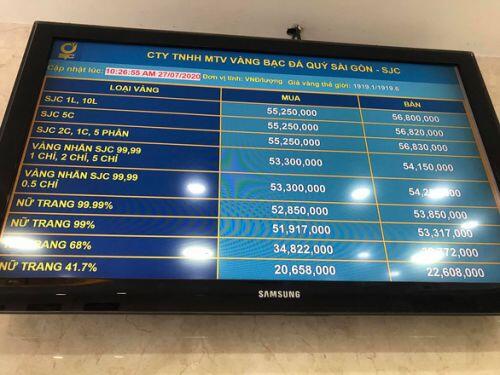 SJC
CTY TNHH MTV VÀNG BẠC ĐÁ QUÝ SÀI GÒN - SJC
Cập nhật lúc: 10:26:55 AM 27/07/2020 Đơn vị tính: VNĐ/lượng Giá vàng thế giới: 1919.1/1919.6
LOẠI VÀNG MUA BÁN
SJC 1L, 10L 55,250,000 56,800,000
SJC 5C 55,250,000 56,820,000
SJC 2C, 1C, 5 PHÂN 55,250,000 56,830,000
VÀNG NHẪN SJC 99,99
1 CHỈ, 2 CHỈ, 5 CHỈ 53,300,000 54,150,000
VÀNG NHẪN SJC 99,99
0.5 CHỈ 53,300,000
NỮ TRANG 99.99% 52,850,000 53,850,000
NỮ TRANG 99% 51,917,000 53,317,000
NỮ TRANG 68% 34,822,000
NỮ TRANG 41.7% 20,658,000 22,608,000
SAMSUNG